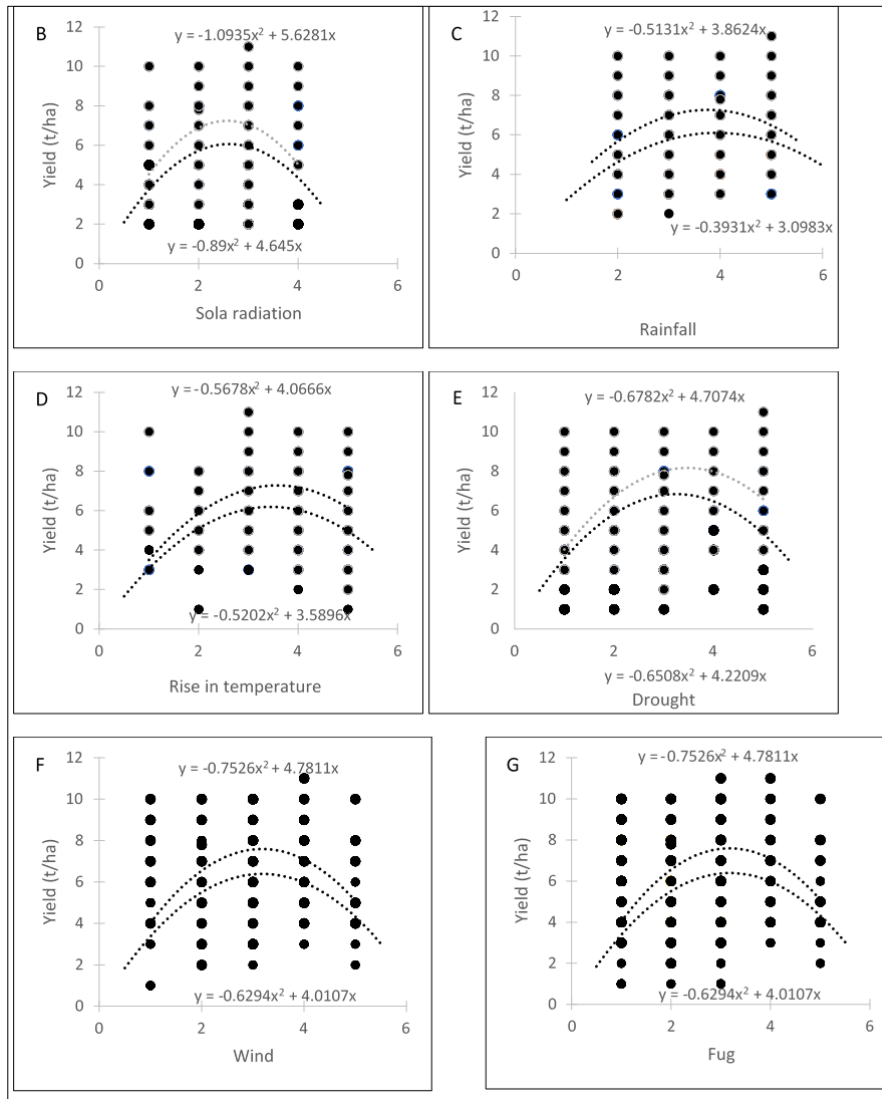 B
y = -1.0935x² + 5.6281x
12
10
8
6
4
2
0
Yield (t/ha)
y = -0.89x² + 4.645x
0 2 4 6
Sola radiation
C
y = -0.5131x² + 3.8624x
12
10
8
6
4
2
0
Yield (t/ha)
y = -0.3931x² + 3.0983x
0 2 4 6
Rainfall
D
y = -0.5678x² + 4.0666x
12
10
8
6
4
2
0
Yield (t/ha)
y = -0.5202x² + 3.5896x
0 2 4 6
Rise in temperature
E
y = -0.6782x² + 4.7074x
12
10
8
6
4
2
0
Yield (t/ha)
0 2 4 6
y = -0.6508x² + 4.2209x
Drought
F
y = -0.7526x² + 4.7811x
12
10
8
6
4
2
0
Yield (t/ha)
y = -0.6294x² + 4.0107x
0 2 4 6
Wind
G
y = -0.7526x² + 4.7811x
12
10
8
6
4
2
0
Yield (t/ha)
y = -0.6294x² + 4.0107x
0 2 4 6
Fug